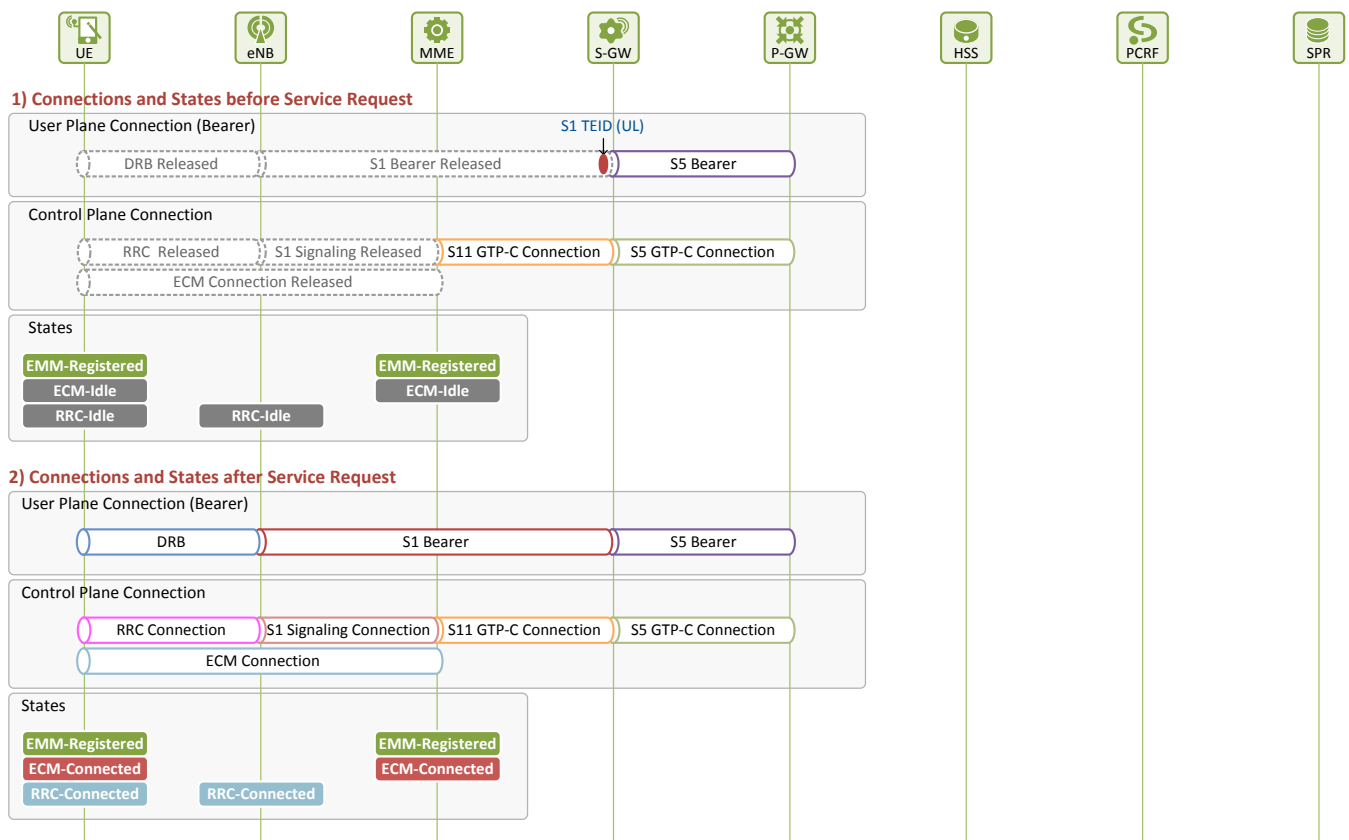 UE
eNB
MME
S-GW
P-GW
HSS
PCRF
SPR
1) Connections and States before Service Request
User Plane Connection (Bearer)
S1 TEID (UL)
DRB Released
S1 Bearer Released
S5 Bearer
Control Plane Connection
RRC Released
S1 Signaling Released
S11 GTP-C Connection
S5 GTP-C Connection
ECM Connection Released
States
EMM-Registered
EMM-Registered
ECM-Idle
ECM-Idle
RRC-Idle
RRC-Idle
2) Connections and States after Service Request
User Plane Connection (Bearer)
DRB
S1 Bearer
S5 Bearer
Control Plane Connection
RRC Connection
S1 Signaling Connection
S11 GTP-C Connection
S5 GTP-C Connection
ECM Connection
States
EMM-Registered
EMM-Registered
ECM-Connected
ECM-Connected
RRC-Connected
RRC-Connected